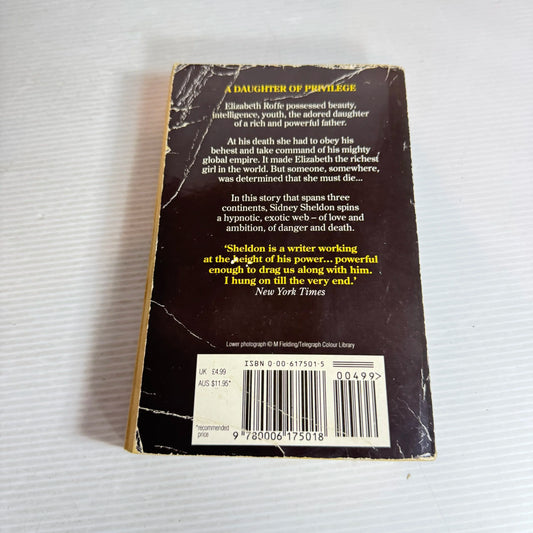 A DAUGHTER OF PRIVILEGE
Elizabeth Roffe possessed beauty,
intelligence, youth, the adored daughter
of a rich and powerful father.
At his death she had to obey his
behest and take command of his mighty
global empire. It made Elizabeth the richest
girl in the world. But someone, somewhere,
was determined that she must die...
In this story that spans three
continents, Sidney Sheldon spins
a hypnotic, exotic web – of love and
ambition, of danger and death.
‘Sheldon is a writer working
at the height of his power... powerful
enough to drag us along with him.
I hung on till the very end.’
New York Times
Lower photograph © M Fielding/Telegraph Colour Library
ISBN 0-00-617501-5
UK £4.99
AUS $11.95*
00499>
*recommended
price
9 780006 175018